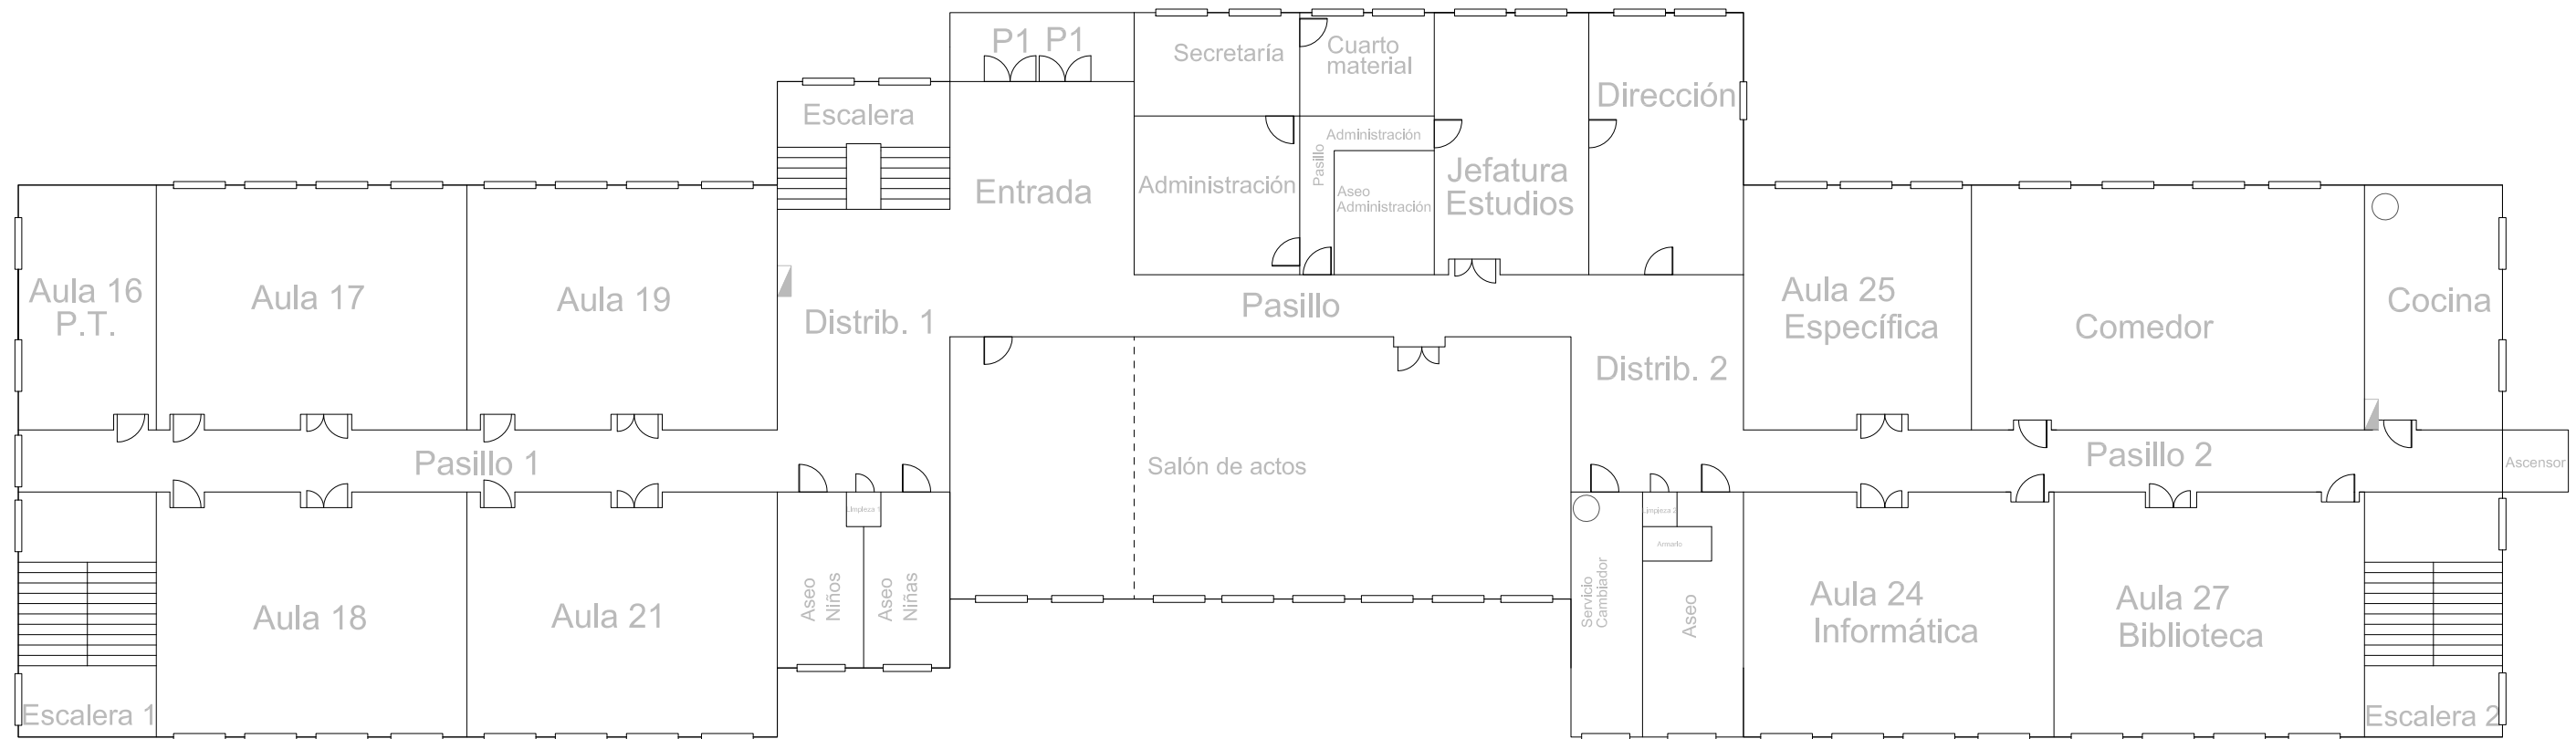 P1 P1
Secretaría
Cuarto
material
Dirección
Escalera
Administración
Pasillo
Jefatura
Estudios
Entrada
Administración
Aseo
Administración
Aula 16
P.T.
Aula 17
Aula 19
Distrib. 1
Pasillo
Aula 25
Específica
Comedor
Cocina
Distrib. 2
Pasillo 1
Salón de actos
Pasillo 2
Ascensor
Limpieza 1
Limpieza 2
Armario
Aula 18
Aula 21
Aseo
Niños
Aseo
Niñas
Servicio
Cambiador
Aseo
Aula 24
Informática
Aula 27
Biblioteca
Escalera 1
Escalera 2